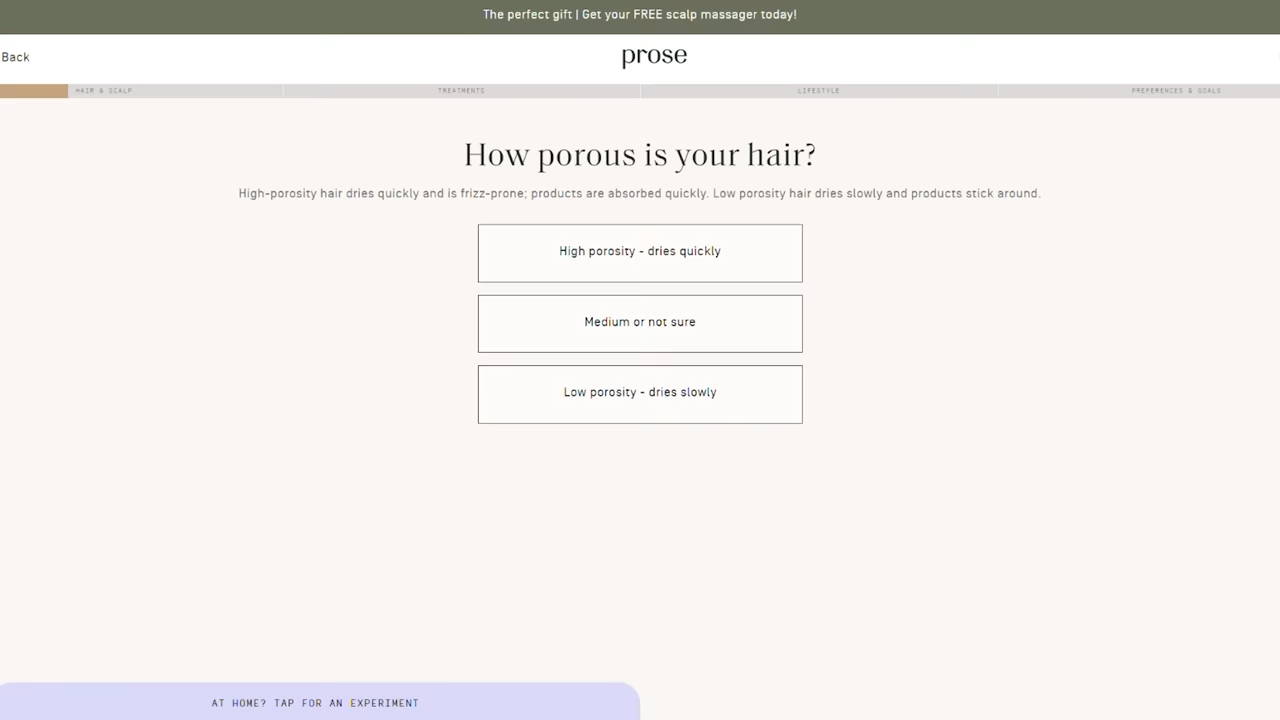 The perfect gift | Get your FREE scalp massager today!
Back
prose
HAIR & SCALP
TREATMENTS
LIFESTYLE
PREFERENCES & GOALS
How porous is your hair?
High-porosity hair dries quickly and is frizz-prone; products are absorbed quickly. Low porosity hair dries slowly and products stick around.
High porosity - dries quickly
Medium or not sure
Low porosity - dries slowly
AT HOME? TAP FOR AN EXPERIMENT